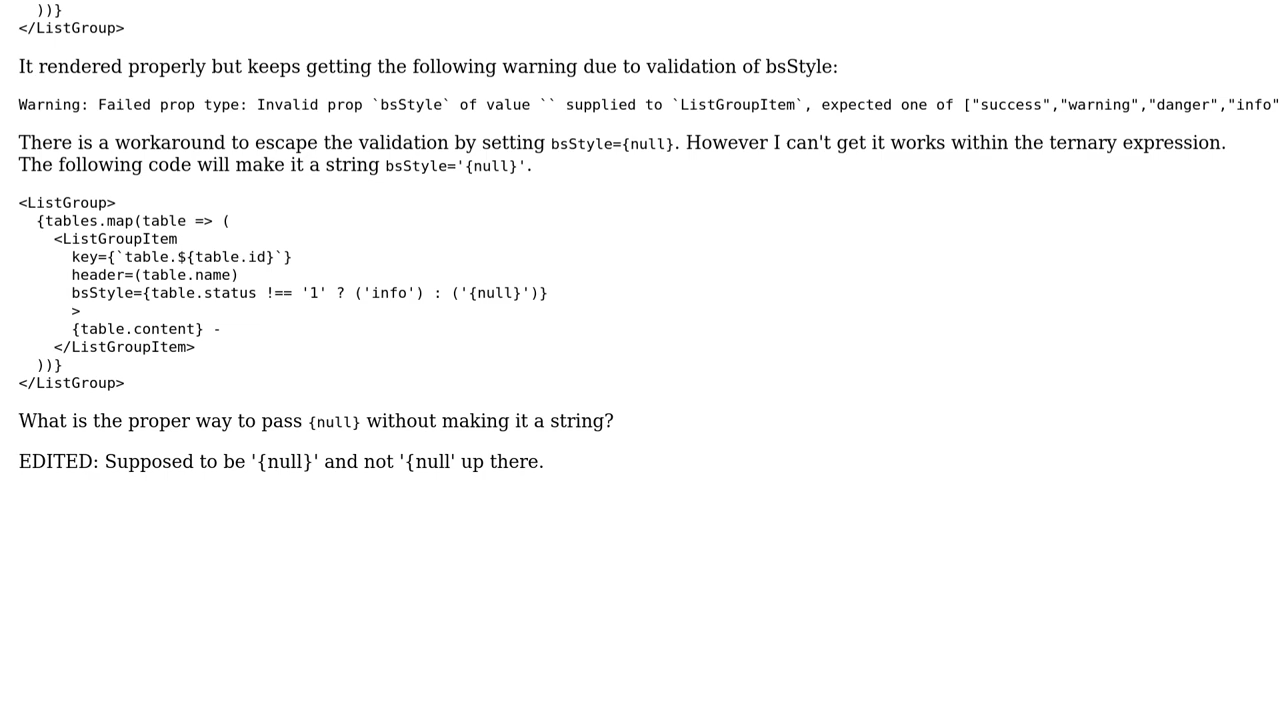 ))}
</ListGroup>
It rendered properly but keeps getting the following warning due to validation of bsStyle:
Warning: Failed prop type: Invalid prop `bsStyle` of value `` supplied to `ListGroupItem`, expected one of ["success","warning","danger","info"
There is a workaround to escape the validation by setting bsStyle={null}. However I can't get it works within the ternary expression.
The following code will make it a string bsStyle='{null}'.
<ListGroup>
  {tables.map(table => (
    <ListGroupItem
      key={`table.${table.id}`}
      header=(table.name)
      bsStyle={table.status !== '1' ? ('info') : ('{null}')}
      >
      {table.content} -
    </ListGroupItem>
  ))}
</ListGroup>
What is the proper way to pass {null} without making it a string?
EDITED: Supposed to be '{null}' and not '{null' up there.